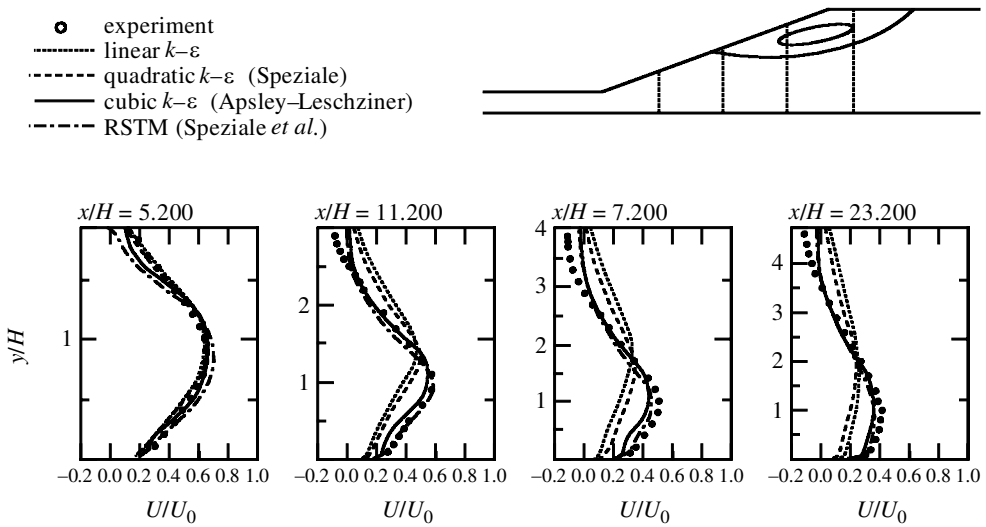 experiment
linear k–ε
quadratic k–ε (Speziale)
cubic k–ε (Apsley–Leschziner)
RSTM (Speziale et al.)
x/H = 5.200
x/H = 11.200
x/H = 7.200
x/H = 23.200
y/H
1
2
1
4
3
2
1
4
3
2
1
–0.2 0.0 0.2 0.4 0.6 0.8 1.0
–0.2 0.0 0.2 0.4 0.6 0.8 1.0
–0.2 0.0 0.2 0.4 0.6 0.8 1.0
–0.2 0.0 0.2 0.4 0.6 0.8 1.0
U/U0
U/U0
U/U0
U/U0